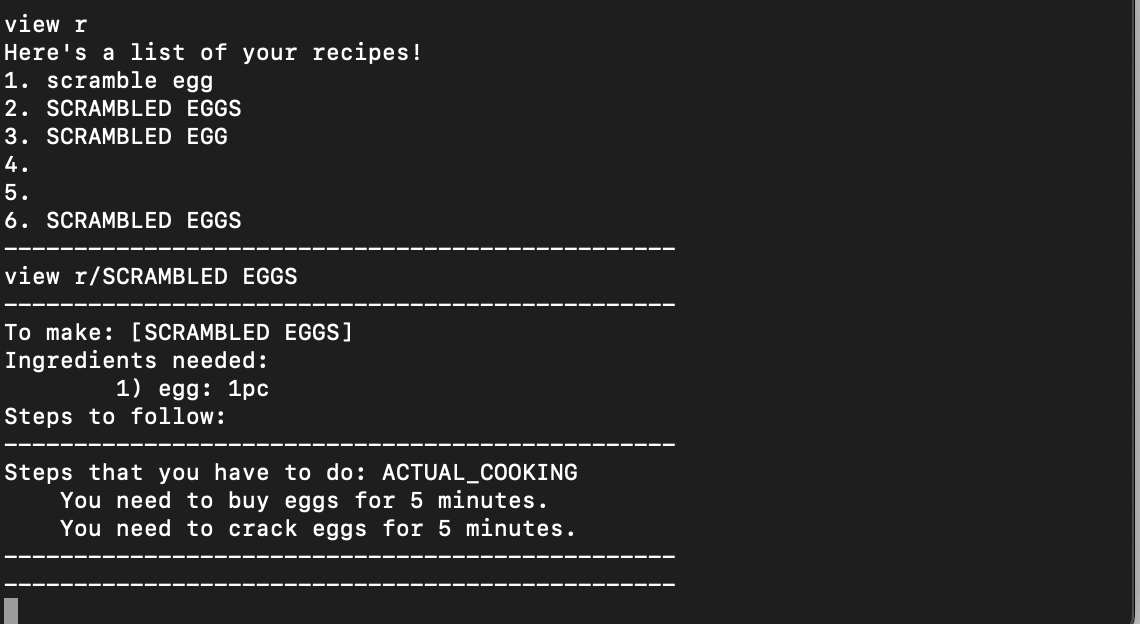 view r
Here's a list of your recipes!
1. scramble egg
2. SCRAMBLED EGGS
3. SCRAMBLED EGG
4.
5.
6. SCRAMBLED EGGS
------------------------------------------------
view r/SCRAMBLED EGGS
------------------------------------------------
To make: [SCRAMBLED EGGS]
Ingredients needed:
        1) egg: 1pc
Steps to follow:
------------------------------------------------
Steps that you have to do: ACTUAL_COOKING
    You need to buy eggs for 5 minutes.
    You need to crack eggs for 5 minutes.
------------------------------------------------
------------------------------------------------